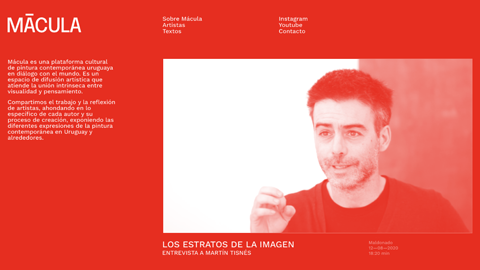 MĀCULA
Sobre Mácula
Artistas
Textos
Instagram
Youtube
Contacto
Mácula es una plataforma cultural
de pintura contemporánea uruguaya
en diálogo con el mundo. Es un
espacio de difusión artística que
atiende la unión intrínseca entre
visualidad y pensamiento.
Compartimos el trabajo y la reflexión
de artistas, ahondando en lo
específico de cada autor y su
proceso de creación, exponiendo las
diferentes expresiones de la pintura
contemporánea en Uruguay y
alrededores.
LOS ESTRATOS DE LA IMAGEN
ENTREVISTA A MARTÍN TISNÉS
Maldonado